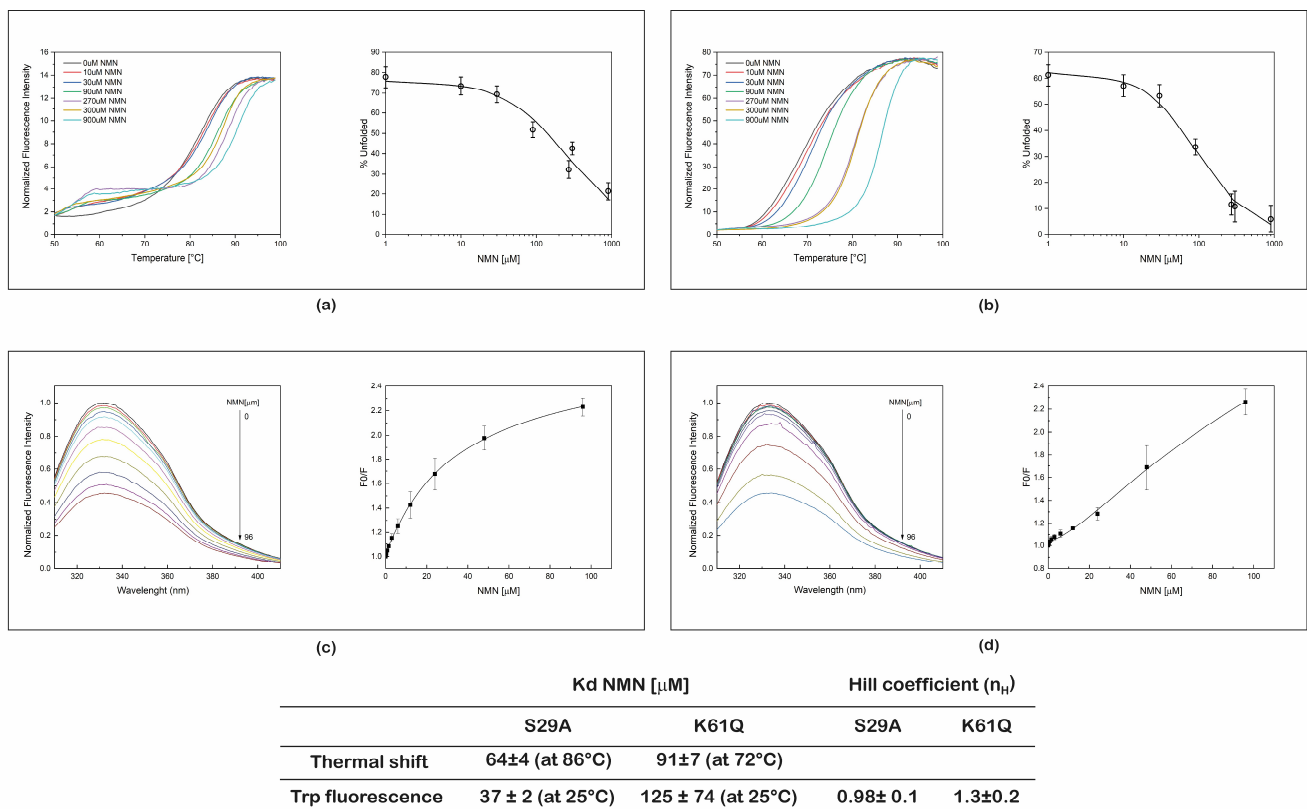 16
14
12
10
8
6
4
2
Normalized Fluorescence Intensity
0uM NMN
10uM NMN
30uM NMN
90uM NMN
270uM NMN
300uM NMN
900uM NMN
50 60 70 80 90 100
Temperature [°C]
90
80
70
60
50
40
30
20
10
0
% Unfolded
1 10 100 1000
NMN [µM]
(a)
80
70
60
50
40
30
20
10
0
Normalized Fluorescence Intensity
0uM NMN
10uM NMN
30uM NMN
90uM NMN
270uM NMN
300uM NMN
900uM NMN
50 60 70 80 90 100
Temperature [°C]
70
60
50
40
30
20
10
0
% Unfolded
1 10 100 1000
NMN [µM]
(b)
1.0
0.8
0.6
0.4
0.2
0.0
Normalized Fluorescence Intensity
NMN[µm]
0
96
320 340 360 380 400
Wavelenght (nm)
2.4
2.2
2.0
1.8
1.6
1.4
1.2
1.0
F0/F
0 20 40 60 80 100
NMN [µM]
(c)
1.0
0.8
0.6
0.4
0.2
0.0
Normalized Fluorescence Intensity
NMN[µm]
0
96
320 340 360 380 400
Wavelength (nm)
2.4
2.2
2.0
1.8
1.6
1.4
1.2
1.0
0.8
F0/F
0 20 40 60 80 100
NMN [µM]
(d)
Kd NMN [µM] Hill coefficient (nH)
S29A K61Q S29A K61Q
Thermal shift 64±4 (at 86°C) 91±7 (at 72°C)
Trp fluorescence 37 ± 2 (at 25°C) 125 ± 74 (at 25°C) 0.98± 0.1 1.3±0.2